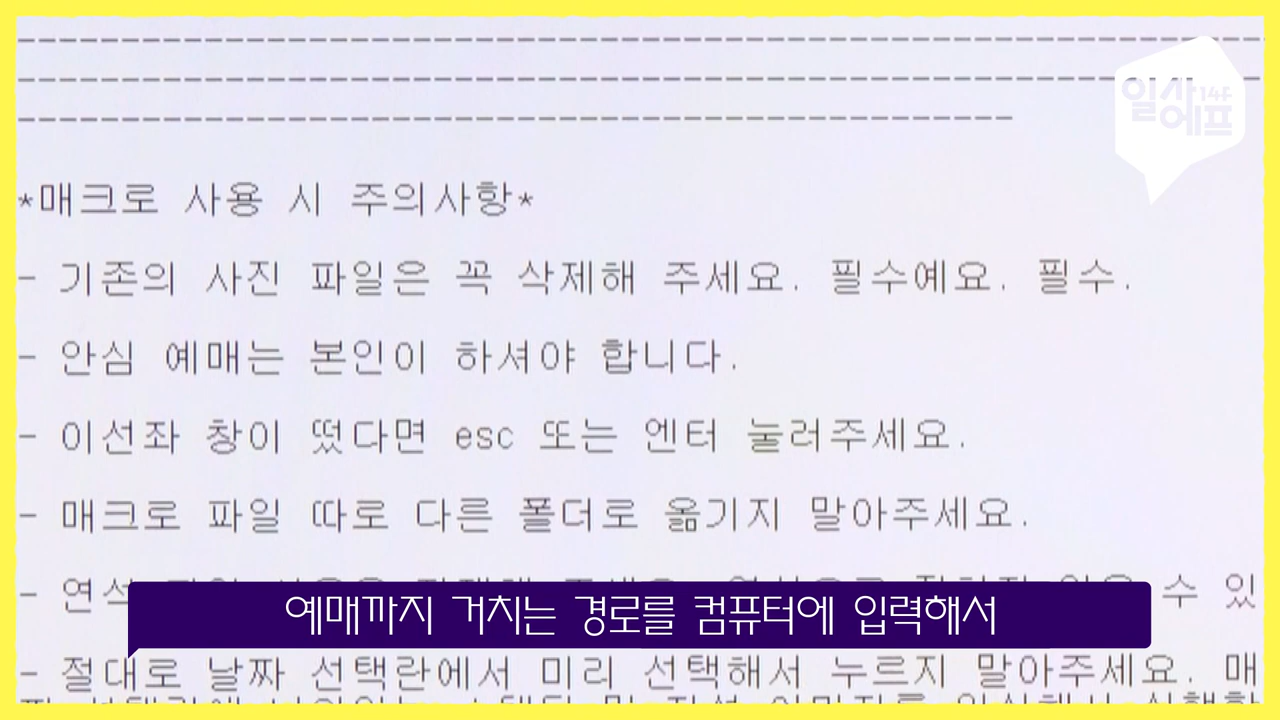 일사 14F
에프
*매크로 사용 시 주의사항*
- 기존의 사진 파일은 꼭 삭제해 주세요. 필수예요. 필수.
- 안심 예매는 본인이 하셔야 합니다.
- 이선좌 창이 떴다면 esc 또는 엔터 눌러주세요.
- 매크로 파일 따로 다른 폴더로 옮기지 말아주세요.
- 연석 수 있
예매까지 거치는 경로를 컴퓨터에 입력해서
- 절대로 날짜 선택란에서 미리 선택해서 누르지 말아주세요. 매